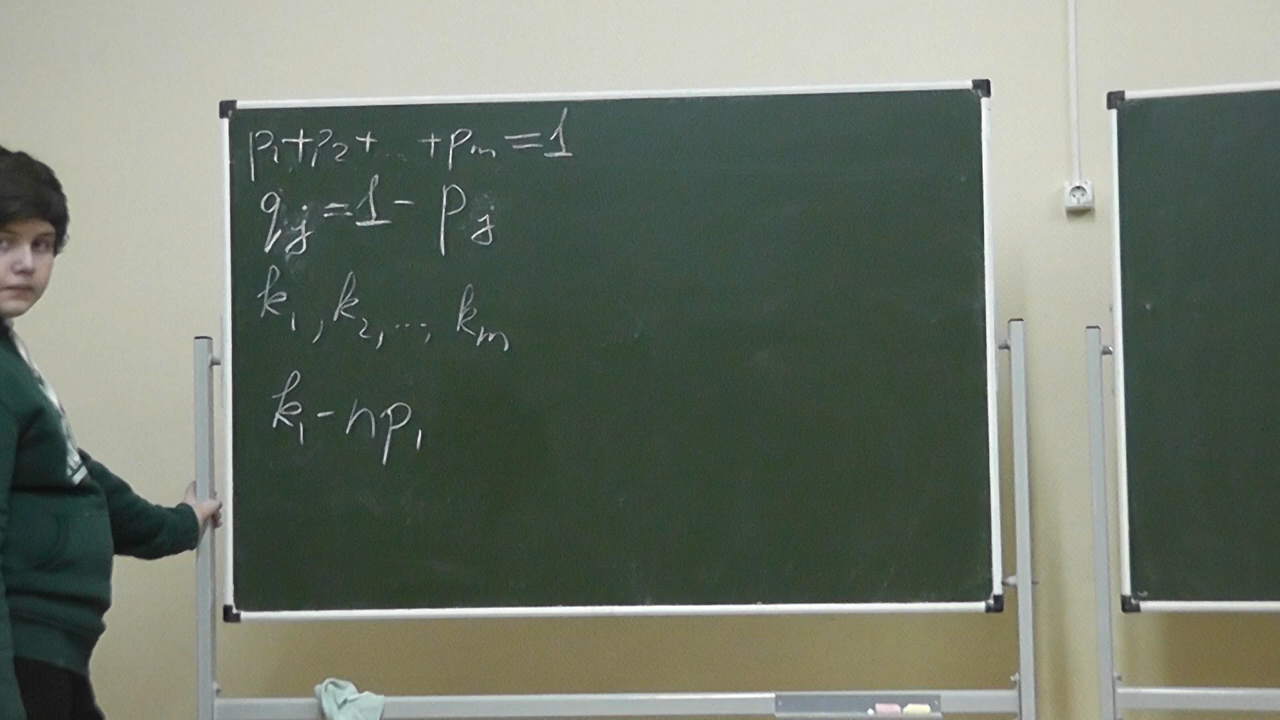 p₁+p₂+...+pₘ=1
qⱼ=1-pⱼ
k₁,k₂,...,kₘ
k₁-np₁